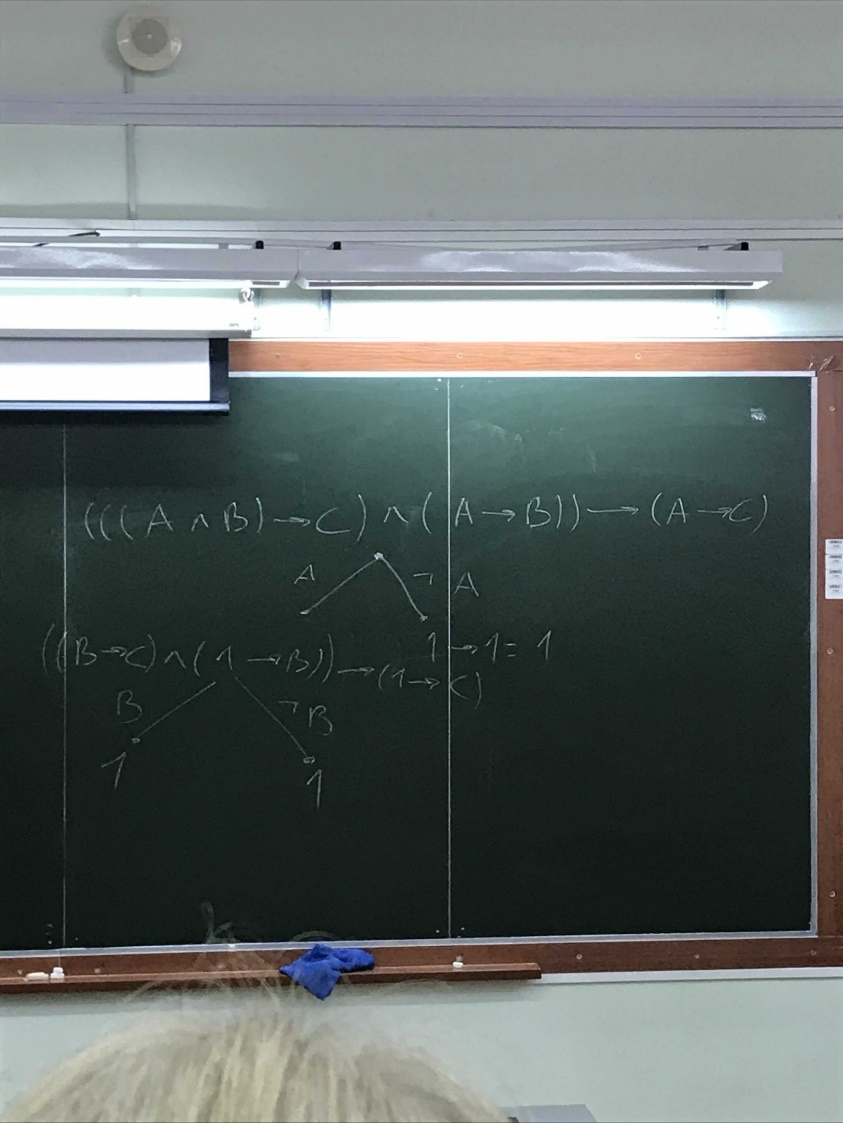 (((A ∧ B) → C) ∧ (A → B)) → (A → C)
A ¬ A
((B → C) ∧ (1 → B)) → (1 → C)
1 → 1 = 1
B ¬ B
1 1